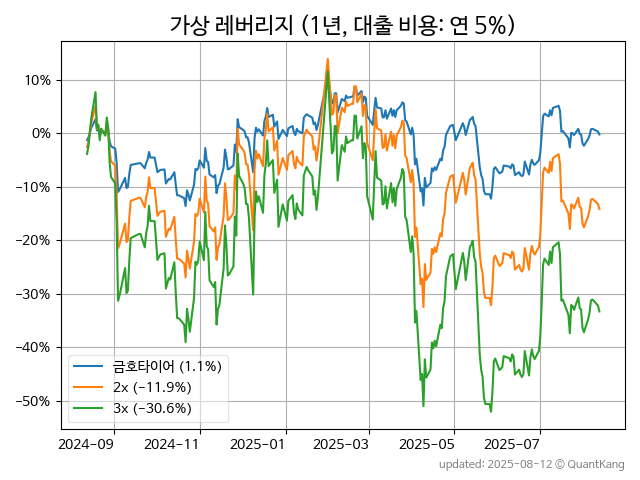 가상 레버리지 (1년, 대출 비용: 연 5%)
10%
0%
−10%
−20%
−30%
−40%
−50%
금호타이어 (1.1%)
2x (−11.9%)
3x (−30.6%)
2024-09
2024-11
2025-01
2025-03
2025-05
2025-07
updated: 2025-08-12 © QuantKang